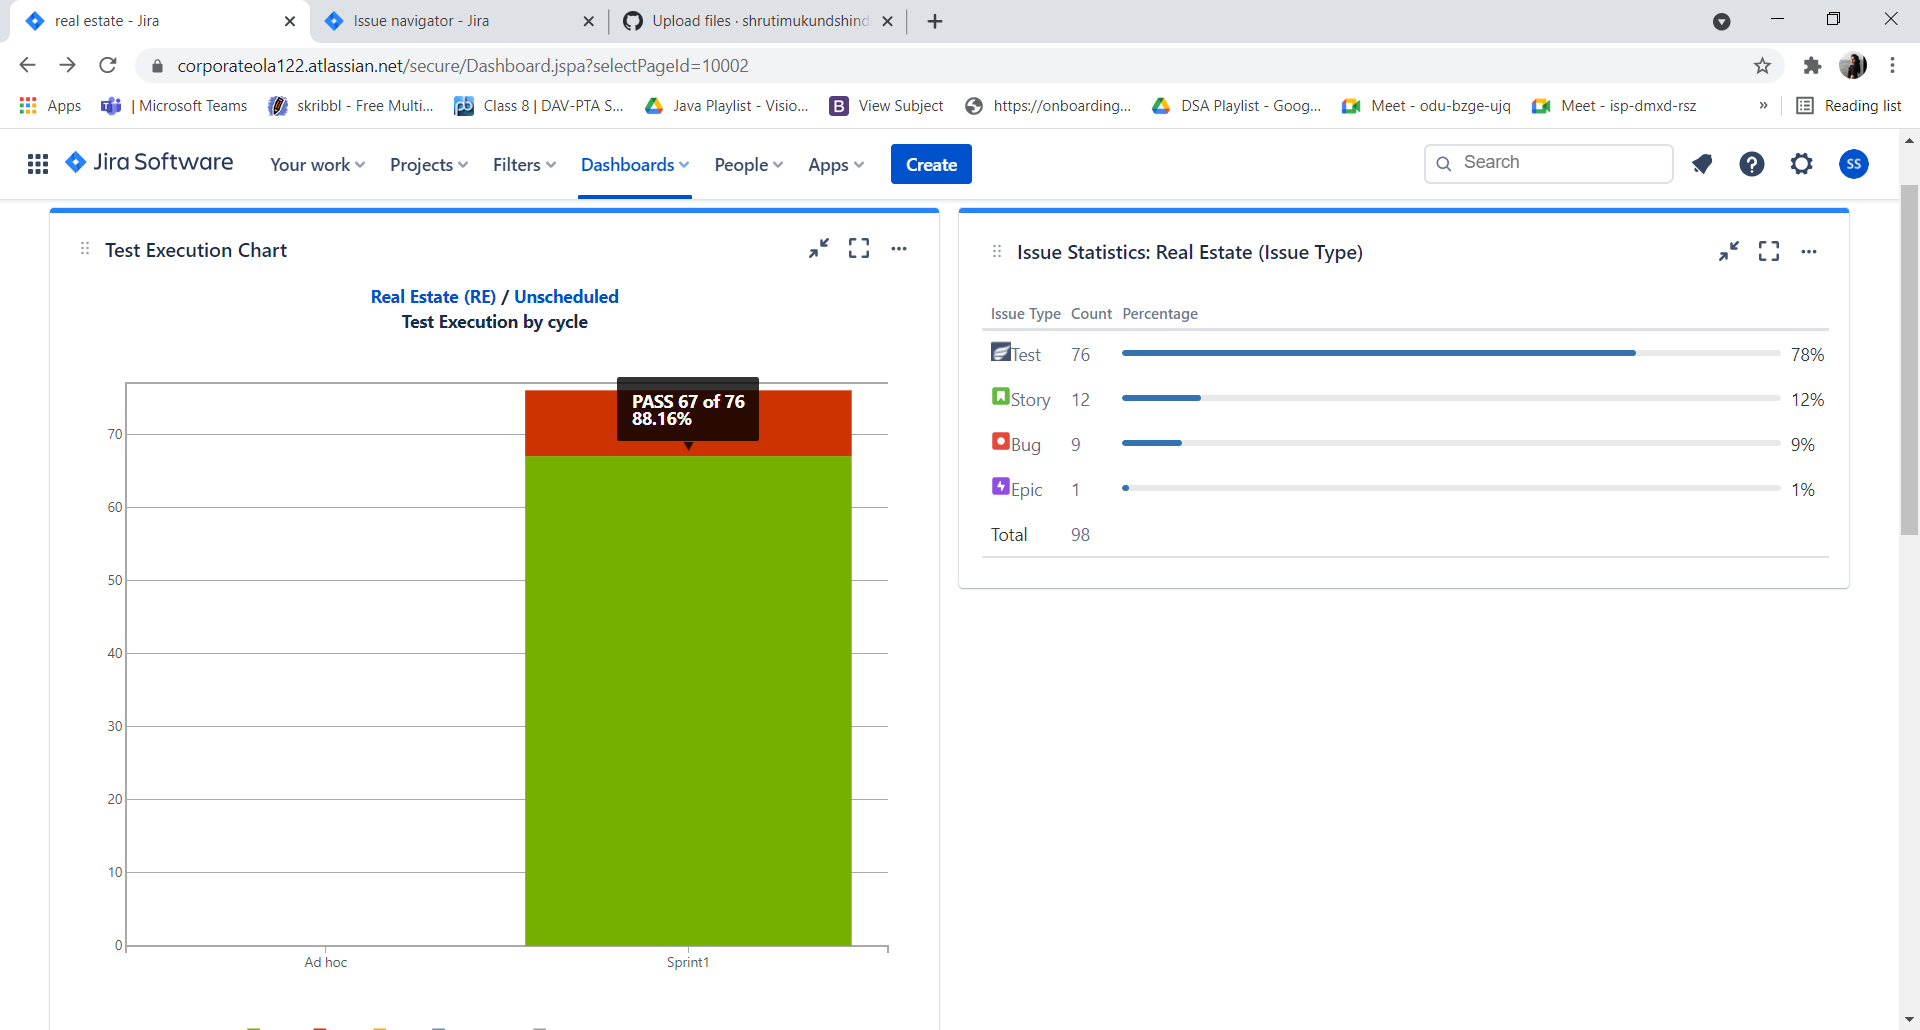 real estate - Jira
Issue navigator - Jira
Upload files · shrutimukundshind
corporateola122.atlassian.net/secure/Dashboard.jspa?selectPageId=10002
Apps
| Microsoft Teams
skribbl - Free Multi...
Class 8 | DAV-PTA S...
Java Playlist - Visio...
View Subject
https://onboarding...
DSA Playlist - Goog...
Meet - odu-bzge-ujq
Meet - isp-dmxd-rsz
»
Reading list
Jira Software
Your work
Projects
Filters
Dashboards
People
Apps
Create
Search
SS
Test Execution Chart
Real Estate (RE) / Unscheduled
Test Execution by cycle
PASS 67 of 76
88.16%
70
60
50
40
30
20
10
0
Ad hoc
Sprint1
Issue Statistics: Real Estate (Issue Type)
Issue Type Count Percentage
Test 76 78%
Story 12 12%
Bug 9 9%
Epic 1 1%
Total 98